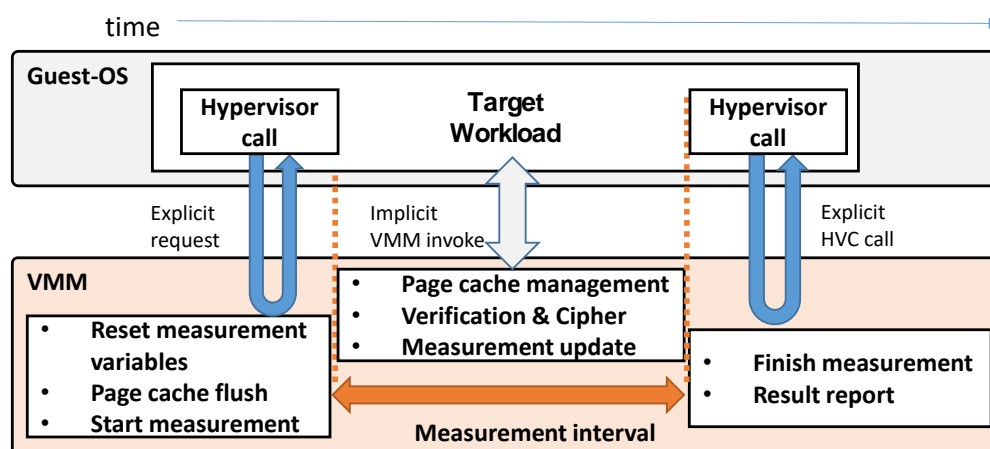 time
Guest-OS
Hypervisor
call
Target
Workload
Hypervisor
call
Explicit
request
Implicit
VMM invoke
Explicit
HVC call
VMM
• Reset measurement
variables
• Page cache flush
• Start measurement
• Page cache management
• Verification & Cipher
• Measurement update
• Finish measurement
• Result report
Measurement interval